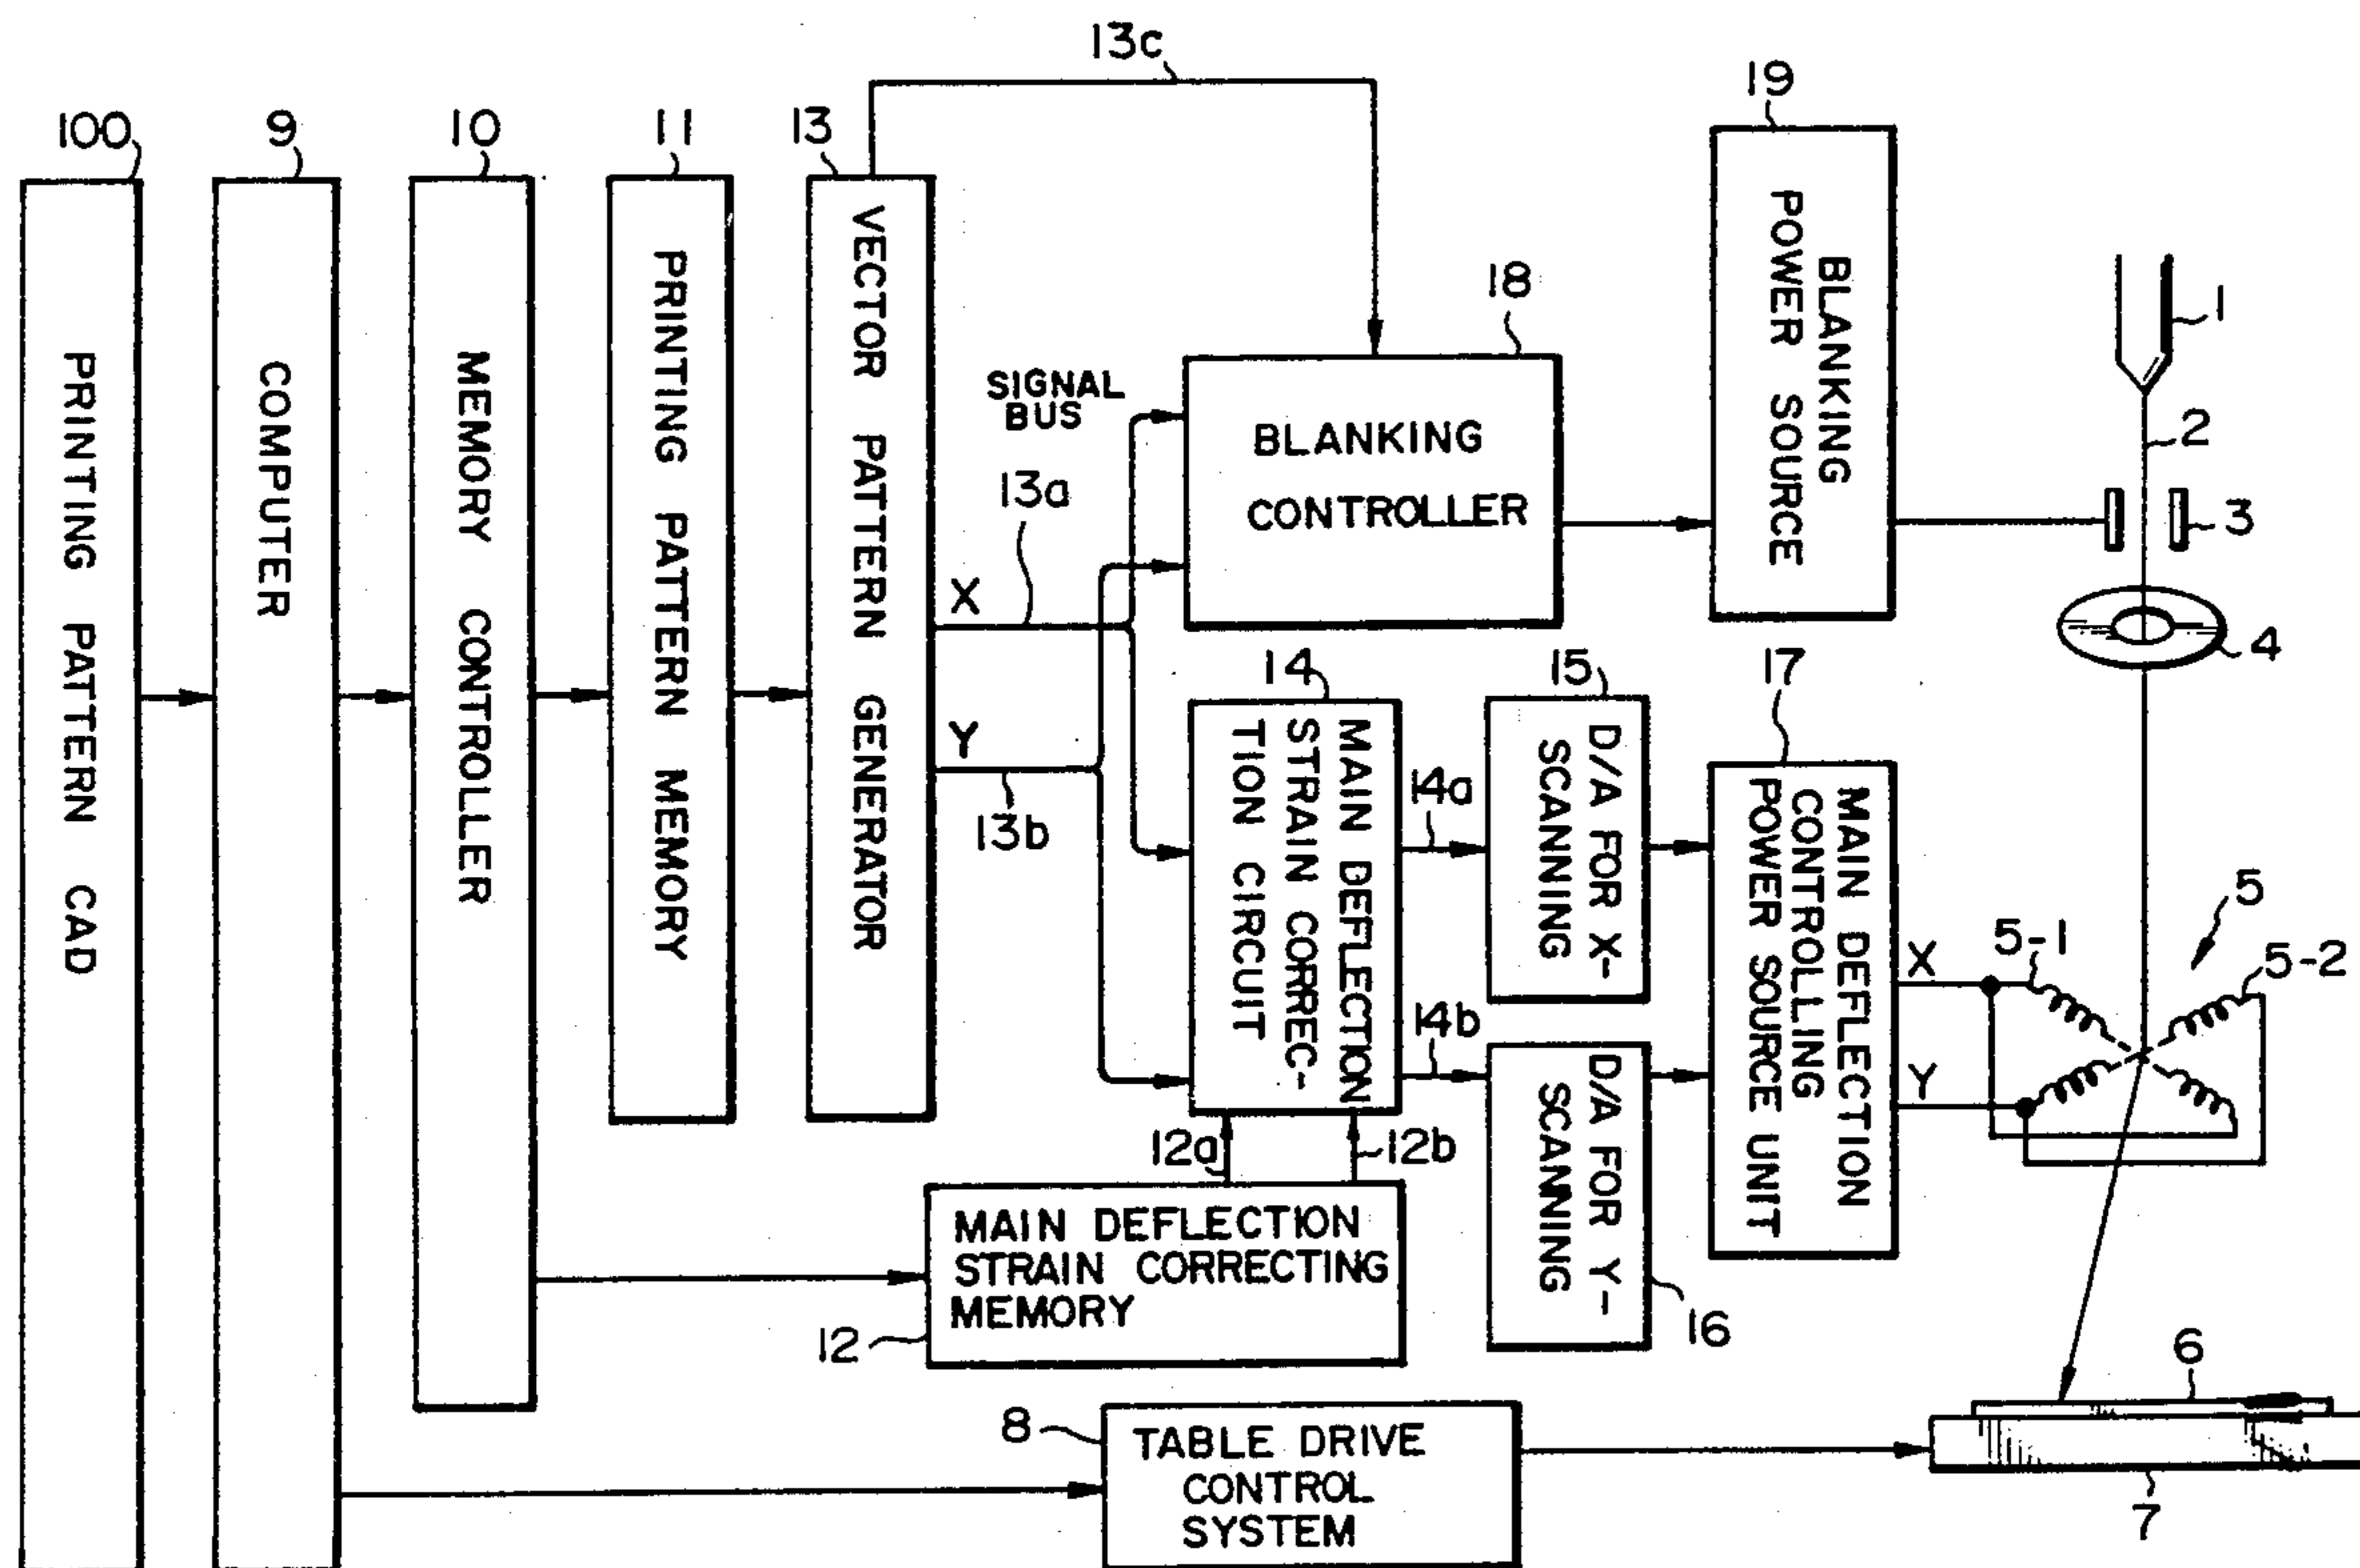 13c
19
100
9
10
11
13
PRINTING PATTERN CAD
COMPUTER
MEMORY CONTROLLER
PRINTING PATTERN MEMORY
VECTOR PATTERN GENERATOR
SIGNAL
BUS
13a
X
Y
13b
18
BLANKING
CONTROLLER
BLANKING
POWER SOURCE
1
2
3
4
14
MAIN DEFLECTION
STRAIN CORREC-
TION CIRCUIT
14a
14b
15
D/A FOR X-
SCANNING
D/A FOR Y-
SCANNING
16
17
MAIN DEFLECTION
CONTROLLING
POWER SOURCE UNIT
X
Y
5
5-1
5-2
12a
12b
MAIN DEFLECTION
STRAIN CORRECTING
MEMORY
12
8
TABLE DRIVE
CONTROL
SYSTEM
6
7